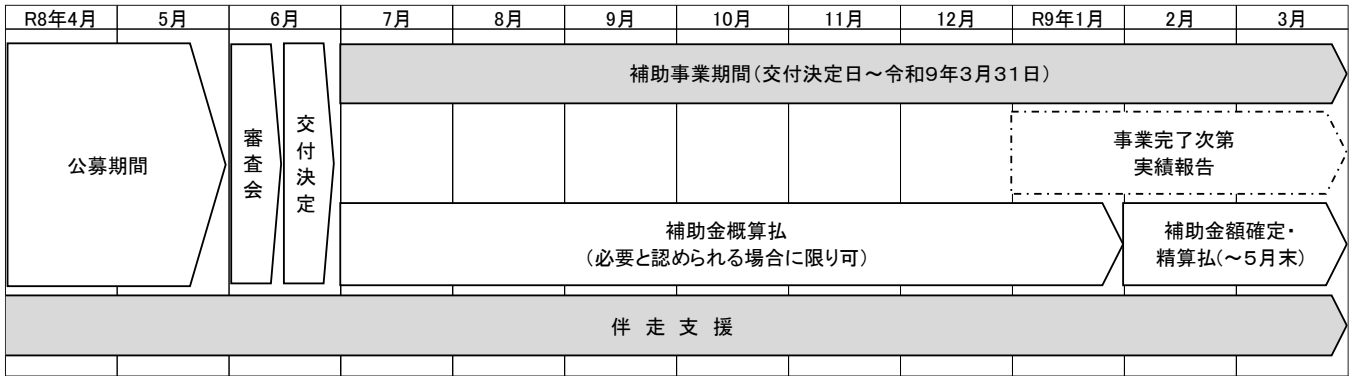 R8年4月 5月 6月 7月 8月 9月 10月 11月 12月 R9年1月 2月 3月
補助事業期間（交付決定日～令和9年3月31日）
公募期間
審査会
交付決定
事業完了次第
実績報告
補助金概算払
（必要と認められる場合に限り可）
補助金額確定・
精算払（～5月末）
伴 走 支 援